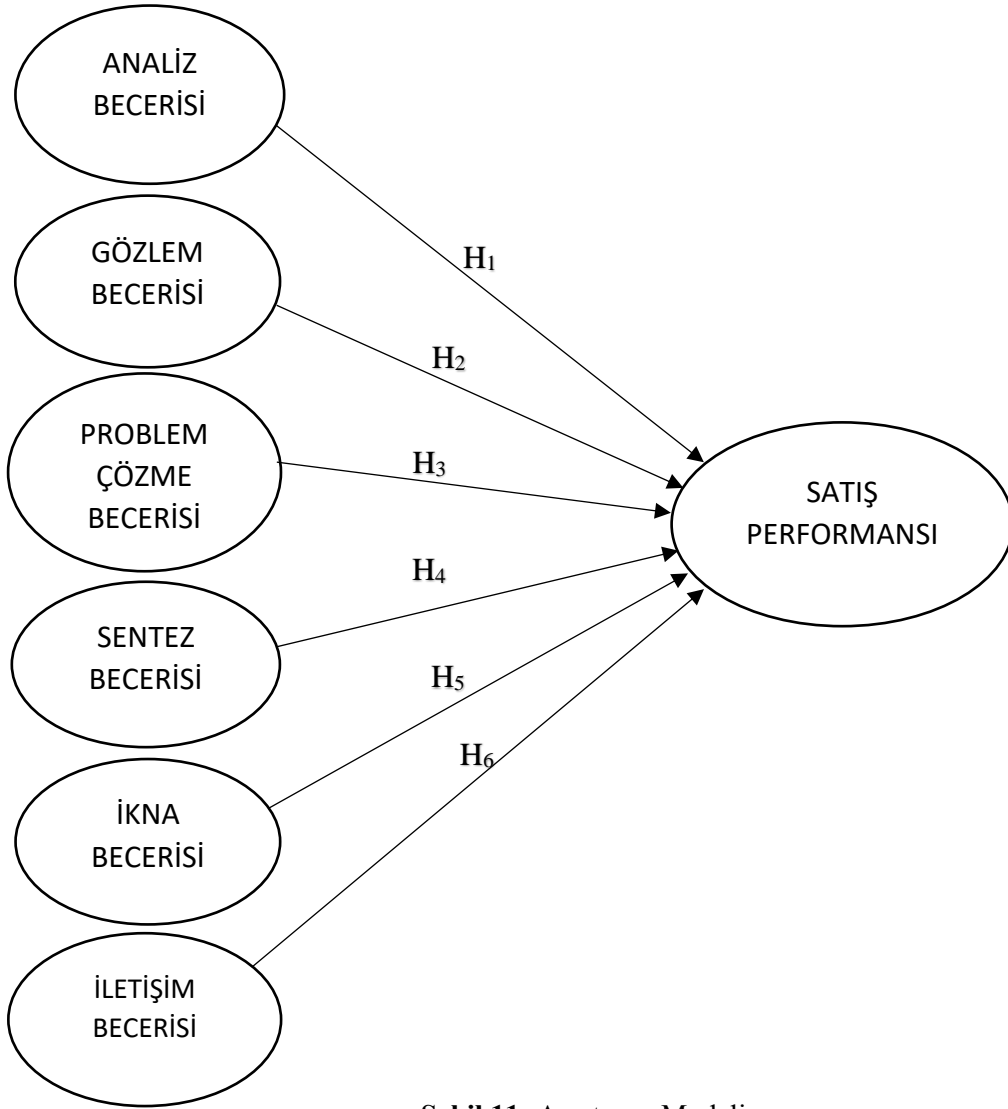 ANALİZ
BECERİSİ
H₁
GÖZLEM
BECERİSİ
H₂
PROBLEM
ÇÖZME
BECERİSİ
H₃
SATIŞ
PERFORMANSI
H₄
SENTEZ
BECERİSİ
H₅
İKNA
BECERİSİ
H₆
İLETİŞİM
BECERİSİ